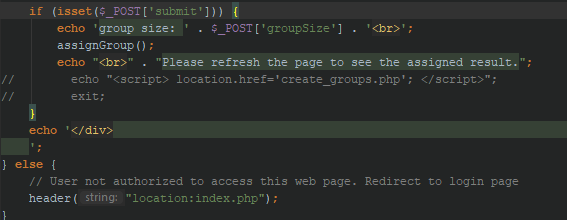 if (isset($_POST['submit'])) {
echo 'group size: ' . $_POST['groupSize'] . '<br>';
assignGroup();
echo "<br>" . "Please refresh the page to see the assigned result.";
// echo "<script> location.href='create_groups.php'; </script>";
// exit;
}
echo '</div>
';
} else {
// User not authorized to access this web page. Redirect to login page
header( string: "location:index.php");
}